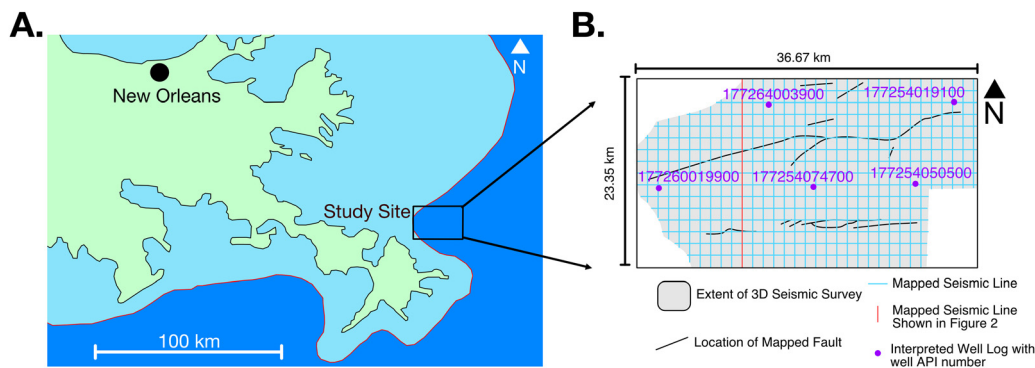 A.
N
New Orleans
Study Site
100 km
B.
36.67 km
N
23.35 km
177264003900
177254019100
177260019900
177254074700
177254050500
Extent of 3D Seismic Survey
Location of Mapped Fault
Mapped Seismic Line
Mapped Seismic Line
Shown in Figure 2
Interpreted Well Log with
well API number